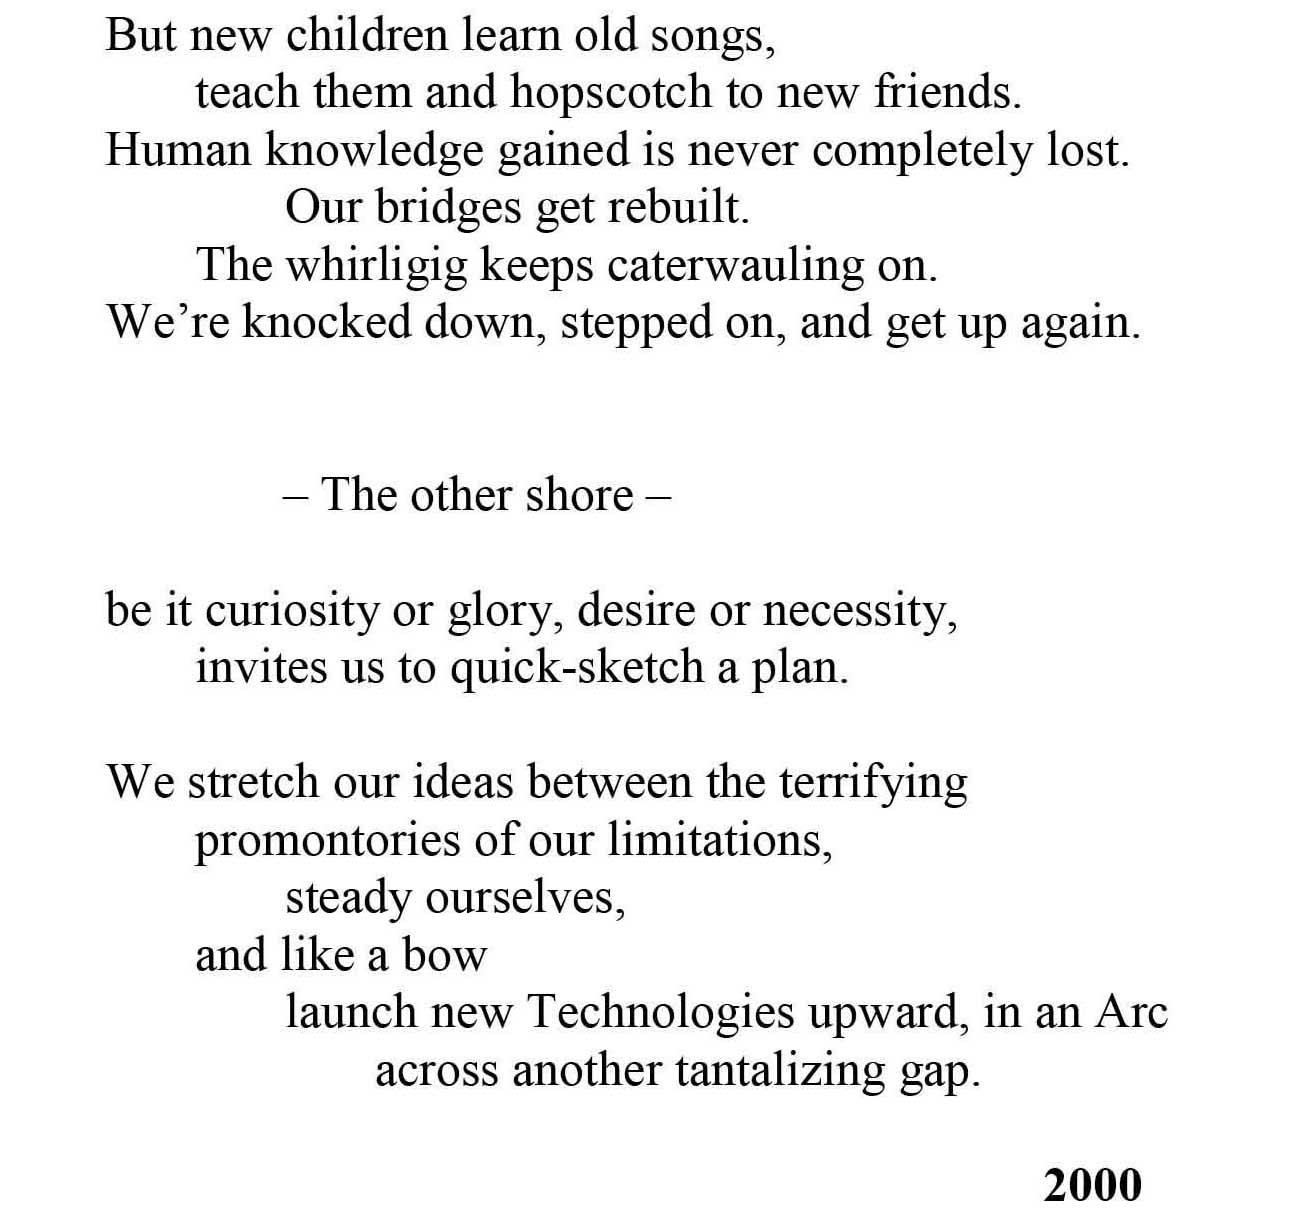 But new children learn old songs,
teach them and hopscotch to new friends.
Human knowledge gained is never completely lost.
Our bridges get rebuilt.
The whirligig keeps caterwauling on.
We’re knocked down, stepped on, and get up again.
– The other shore –
be it curiosity or glory, desire or necessity,
invites us to quick-sketch a plan.
We stretch our ideas between the terrifying
promontories of our limitations,
steady ourselves,
and like a bow
launch new Technologies upward, in an Arc
across another tantalizing gap.
2000